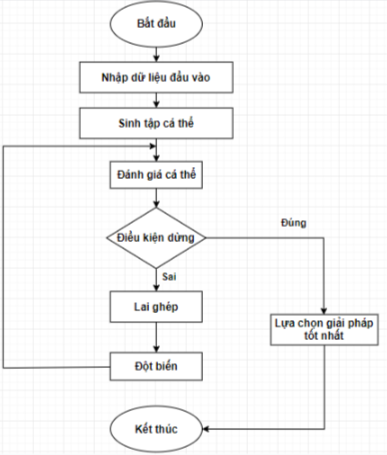 Bắt đầu
Nhập dữ liệu đầu vào
Sinh tập cá thể
Đánh giá cá thể
Điều kiện dừng
Đúng
Sai
Lai ghép
Lựa chọn giải pháp
tốt nhất
Đột biến
Kết thúc